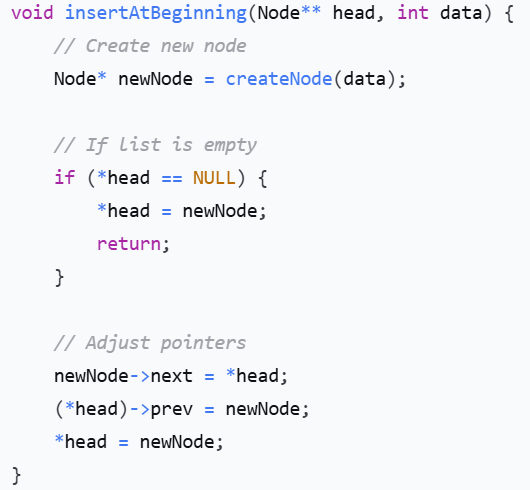 void insertAtBeginning(Node** head, int data) {
    // Create new node
    Node* newNode = createNode(data);

    // If list is empty
    if (*head == NULL) {
        *head = newNode;
        return;
    }

    // Adjust pointers
    newNode->next = *head;
    (*head)->prev = newNode;
    *head = newNode;
}